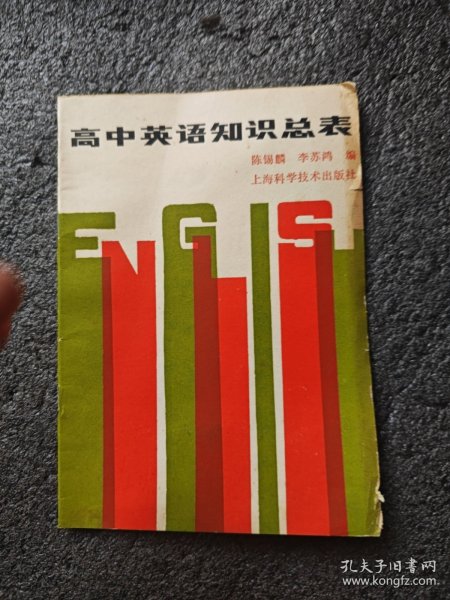 高中英语知识总表
陈锡麟 李苏鸿 编
上海科学技术出版社
ENGLISH
孔夫子旧书网
www.kongfz.com